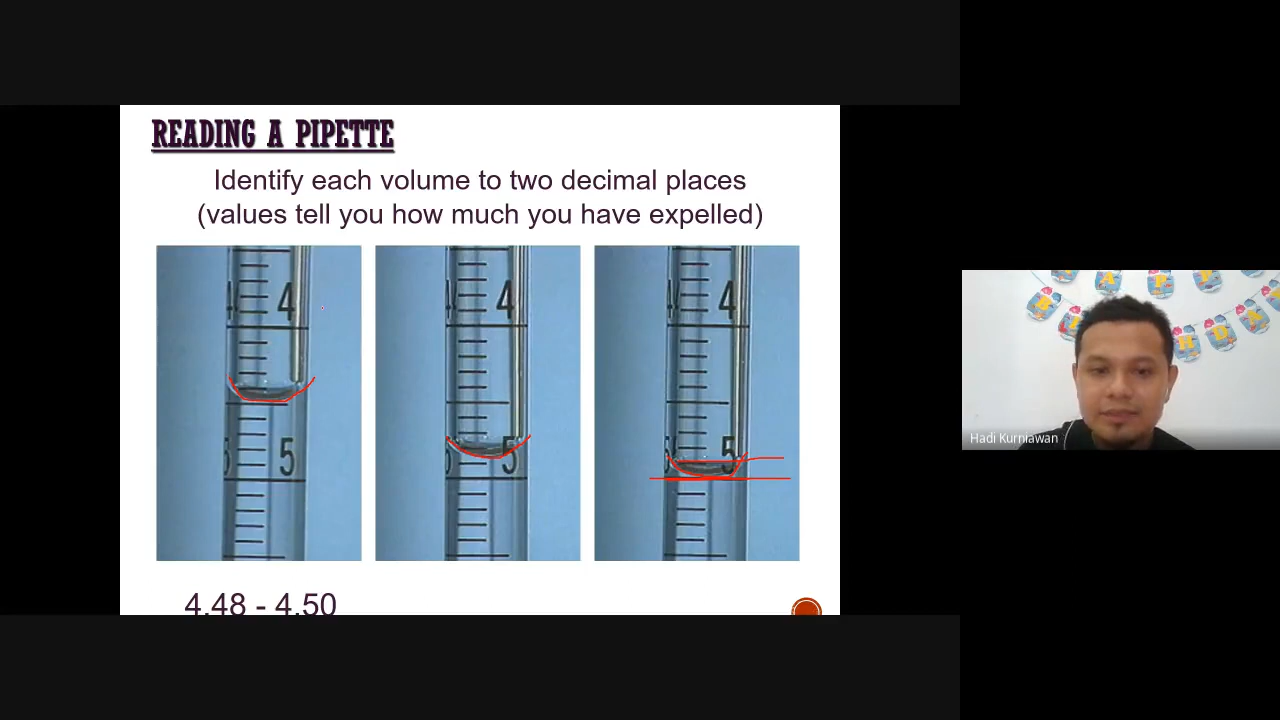 READING A PIPETTE
Identify each volume to two decimal places
(values tell you how much you have expelled)
4 4 4
5 5 5
4.48 - 4.50
Hadi Kurniawan